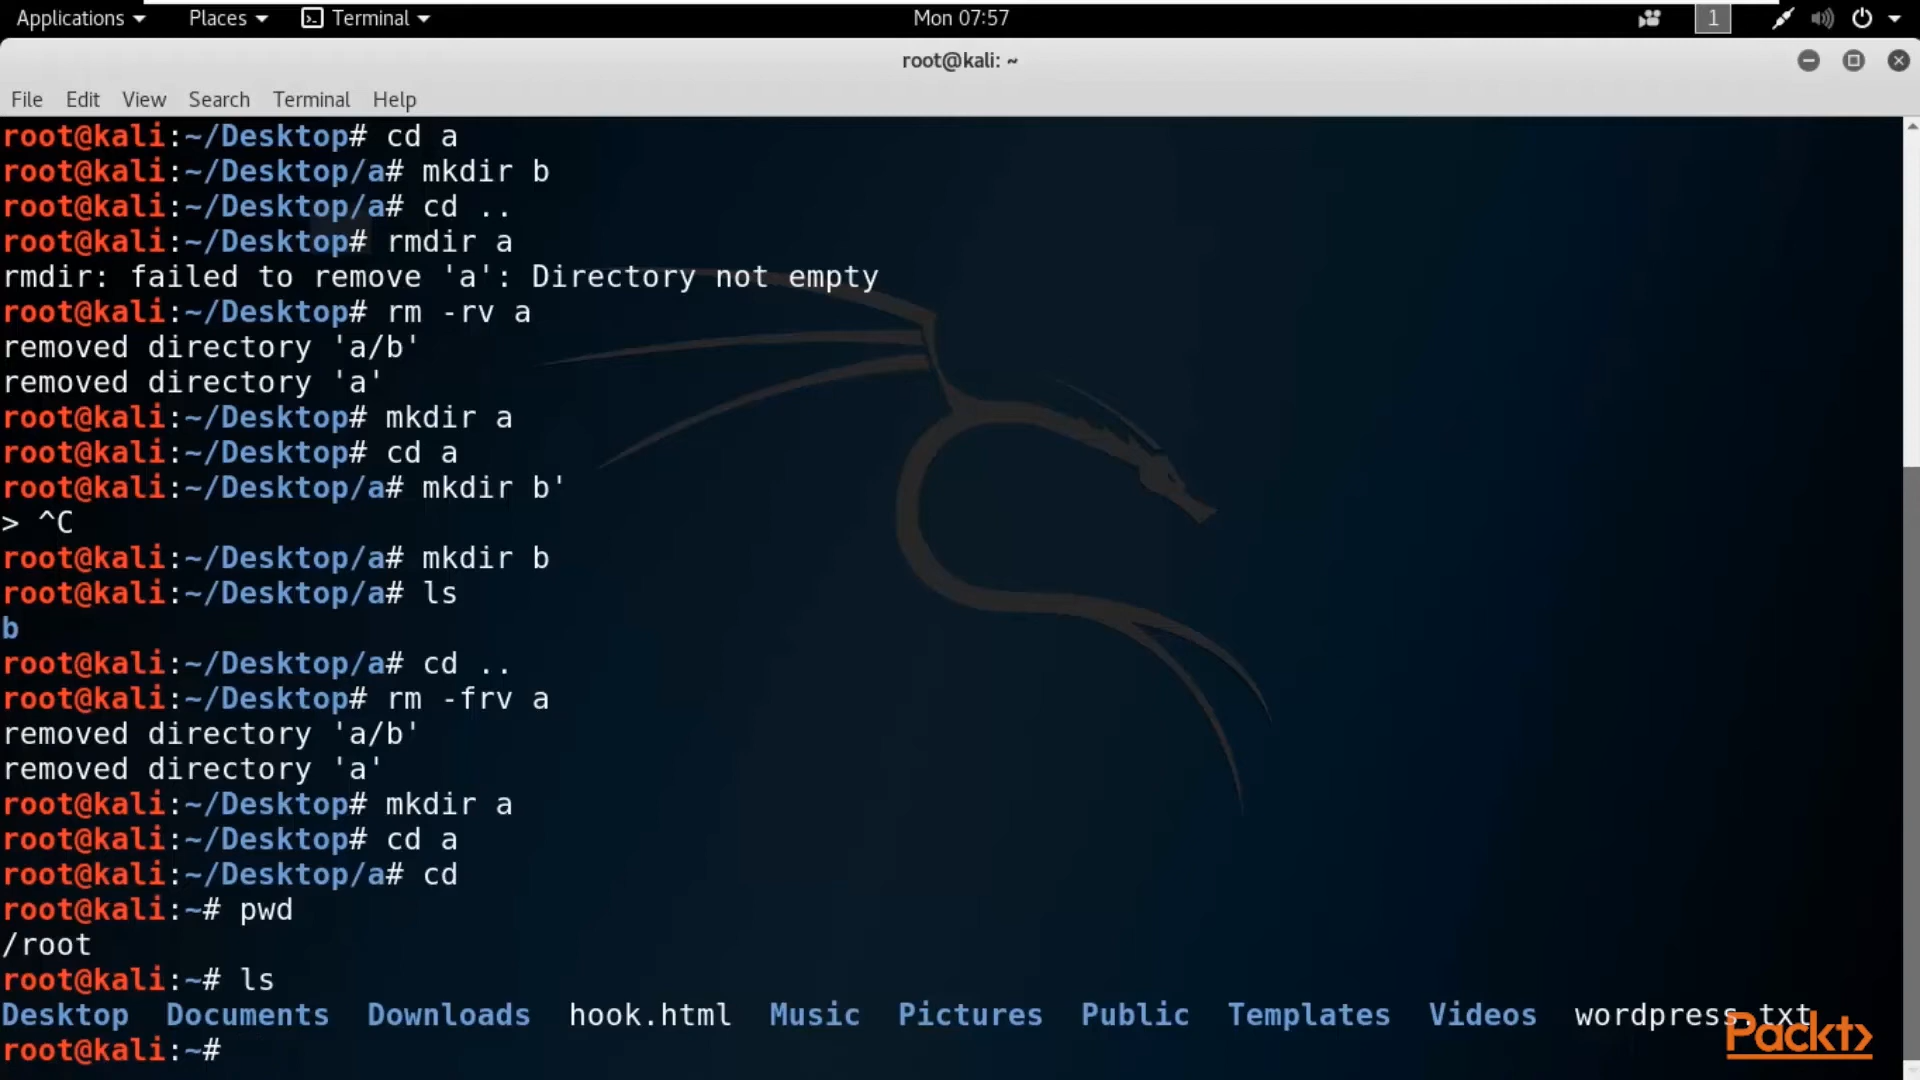 Applications Places Terminal Mon 07:57 1
root@kali: ~
File Edit View Search Terminal Help
root@kali:~/Desktop# cd a
root@kali:~/Desktop/a# mkdir b
root@kali:~/Desktop/a# cd ..
root@kali:~/Desktop# rmdir a
rmdir: failed to remove 'a': Directory not empty
root@kali:~/Desktop# rm -rv a
removed directory 'a/b'
removed directory 'a'
root@kali:~/Desktop# mkdir a
root@kali:~/Desktop# cd a
root@kali:~/Desktop/a# mkdir b'
> ^C
root@kali:~/Desktop/a# mkdir b
root@kali:~/Desktop/a# ls
b
root@kali:~/Desktop/a# cd ..
root@kali:~/Desktop# rm -frv a
removed directory 'a/b'
removed directory 'a'
root@kali:~/Desktop# mkdir a
root@kali:~/Desktop# cd a
root@kali:~/Desktop/a# cd
root@kali:~# pwd
/root
root@kali:~# ls
Desktop Documents Downloads hook.html Music Pictures Public Templates Videos wordpress.txt
root@kali:~#
Packt>